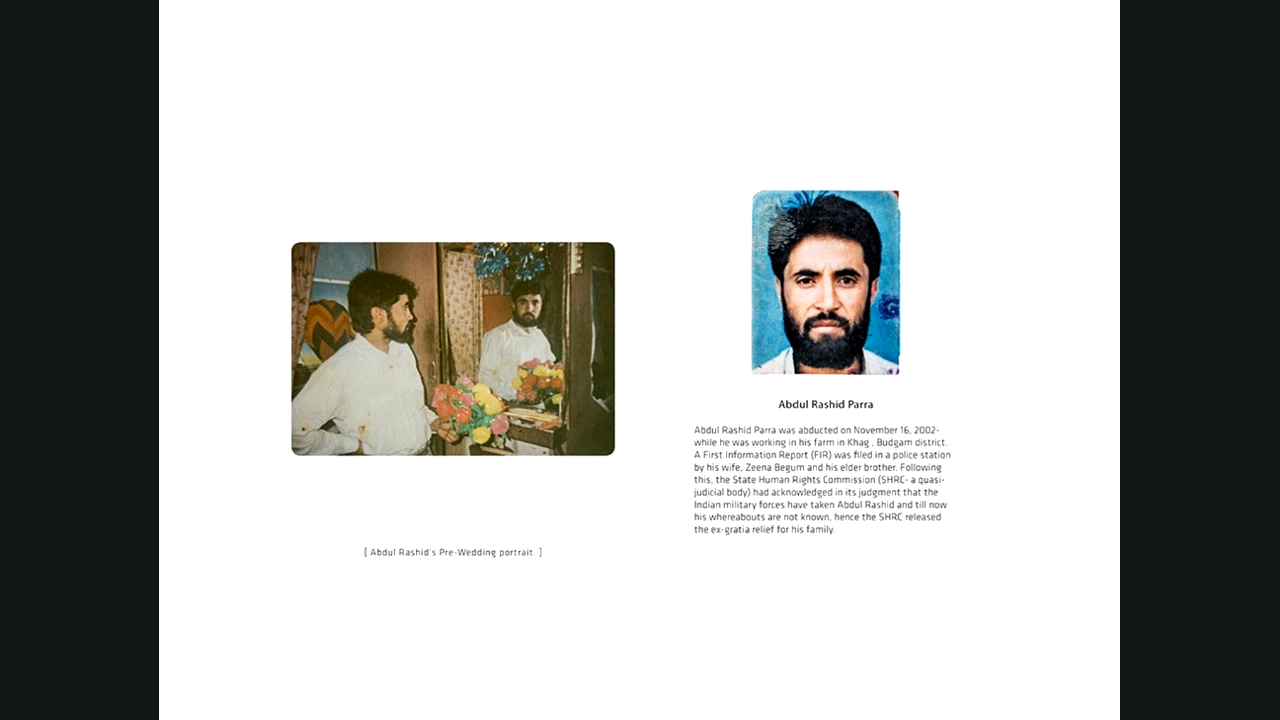 Abdul Rashid Parra
Abdul Rashid Parra was abducted on November 16, 2002-
while he was working in his farm in Khag , Budgam district.
A First Information Report (FIR) was filed in a police station
by his wife, Zeena Begum and his elder brother. Following
this, the State Human Rights Commission (SHRC- a quasi-
judicial body) had acknowledged in its judgment that the
Indian military forces have taken Abdul Rashid and till now
his whereabouts are not known, hence the SHRC released
the ex-gratia relief for his family.
[ Abdul Rashid's Pre-Wedding portrait. ]